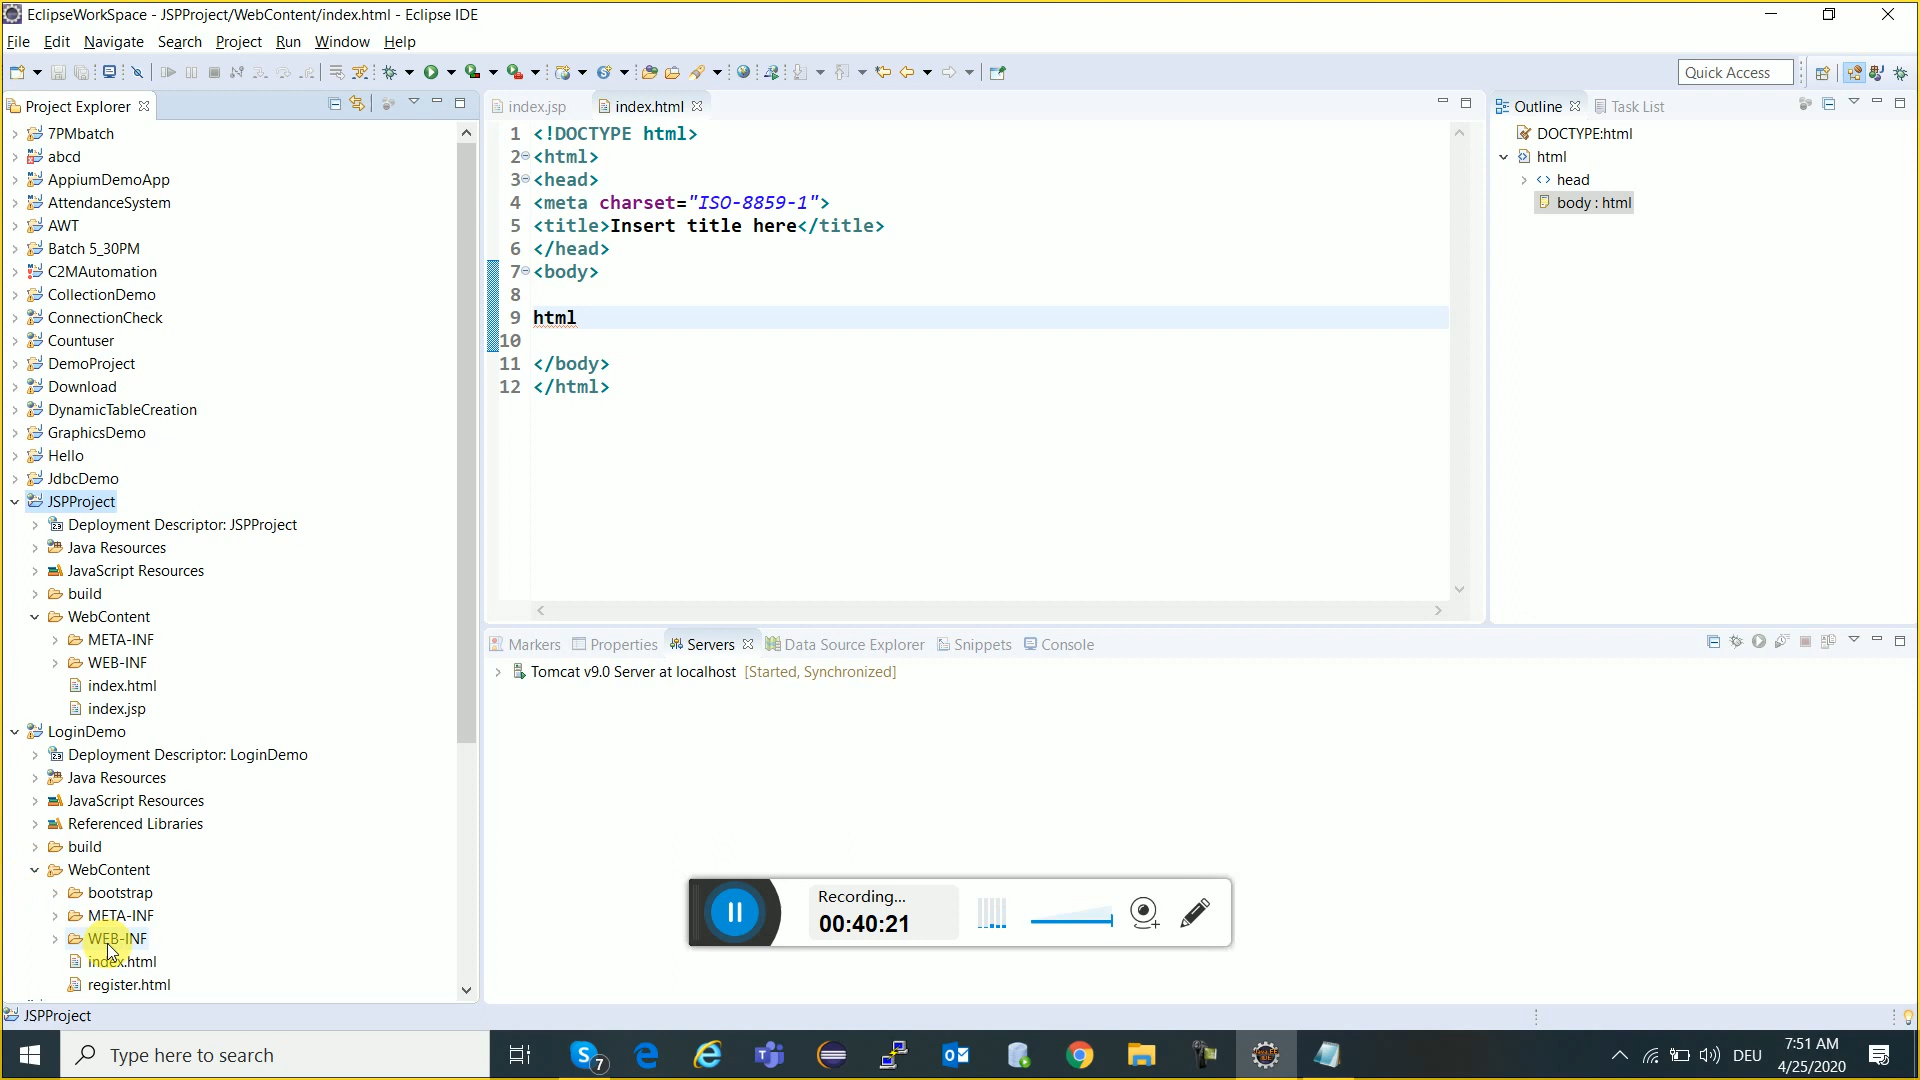 EclipseWorkSpace - JSPProject/WebContent/index.html - Eclipse IDE
File Edit Navigate Search Project Run Window Help
Quick Access
Project Explorer
7PMbatch
abcd
AppiumDemoApp
AttendanceSystem
AWT
Batch 5_30PM
C2MAutomation
CollectionDemo
ConnectionCheck
Countuser
DemoProject
Download
DynamicTableCreation
GraphicsDemo
Hello
JdbcDemo
JSPProject
Deployment Descriptor: JSPProject
Java Resources
JavaScript Resources
build
WebContent
META-INF
WEB-INF
index.html
index.jsp
LoginDemo
Deployment Descriptor: LoginDemo
Java Resources
JavaScript Resources
Referenced Libraries
build
WebContent
bootstrap
META-INF
WEB-INF
index.html
register.html
index.jsp index.html
1 <!DOCTYPE html>
2 <html>
3 <head>
4 <meta charset="ISO-8859-1">
5 <title>Insert title here</title>
6 </head>
7 <body>
8
9 html
10
11 </body>
12 </html>
Outline Task List
DOCTYPE:html
html
head
body : html
Markers Properties Servers Data Source Explorer Snippets Console
Tomcat v9.0 Server at localhost [Started, Synchronized]
Recording...
00:40:21
JSPProject
Type here to search
7
DEU
7:51 AM
4/25/2020